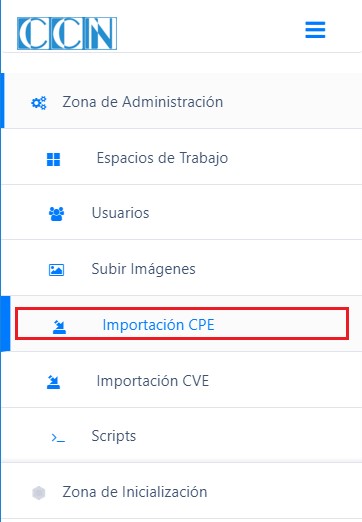 CCN
Zona de Administración
Espacios de Trabajo
Usuarios
Subir Imágenes
Importación CPE
Importación CVE
Scripts
Zona de Inicialización